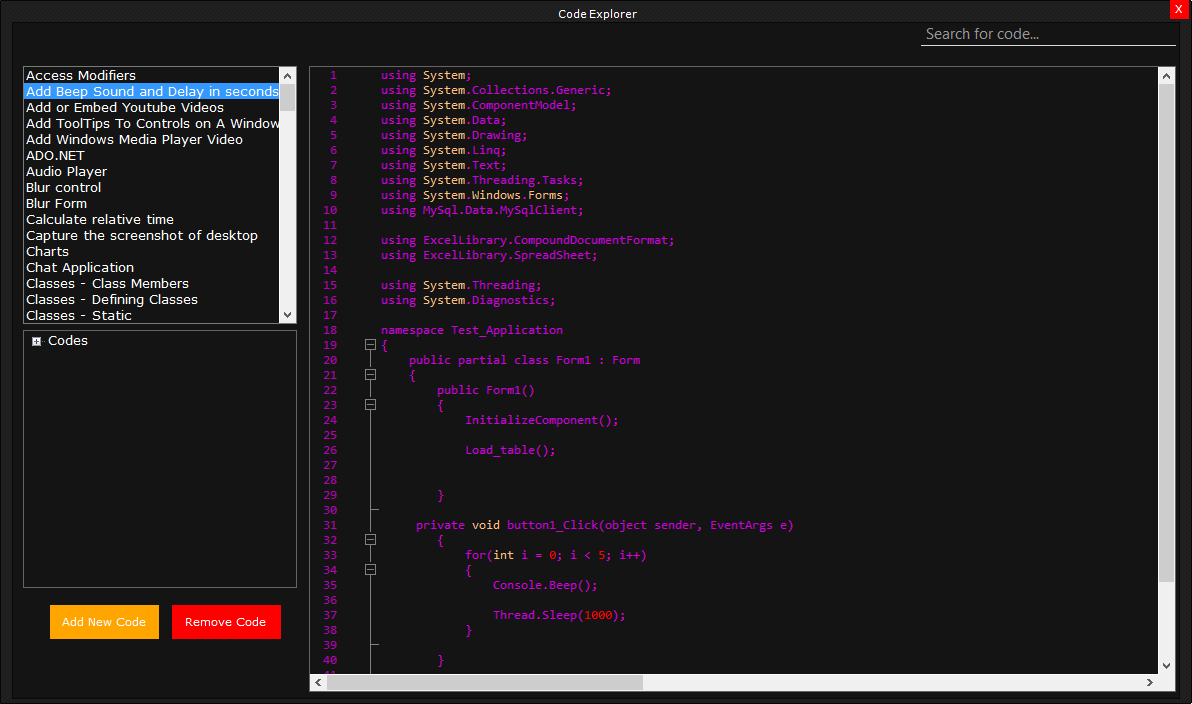 Code Explorer
X
Search for code...
Access Modifiers
Add Beep Sound and Delay in seconds
Add or Embed Youtube Videos
Add ToolTips To Controls on A Window
Add Windows Media Player Video
ADO.NET
Audio Player
Blur control
Blur Form
Calculate relative time
Capture the screenshot of desktop
Charts
Chat Application
Classes - Class Members
Classes - Defining Classes
Classes - Static
Codes
Add New Code
Remove Code
1 using System;
2 using System.Collections.Generic;
3 using System.ComponentModel;
4 using System.Data;
5 using System.Drawing;
6 using System.Linq;
7 using System.Text;
8 using System.Threading.Tasks;
9 using System.Windows.Forms;
10 using MySql.Data.MySqlClient;
11
12 using ExcelLibrary.CompoundDocumentFormat;
13 using ExcelLibrary.SpreadSheet;
14
15 using System.Threading;
16 using System.Diagnostics;
17
18 namespace Test_Application
19 {
20 public partial class Form1 : Form
21 {
22 public Form1()
23 {
24 InitializeComponent();
25
26 Load_table();
27
28
29 }
30
31 private void button1_Click(object sender, EventArgs e)
32 {
33 for(int i = 0; i < 5; i++)
34 {
35 Console.Beep();
36
37 Thread.Sleep(1000);
38 }
39
40 }